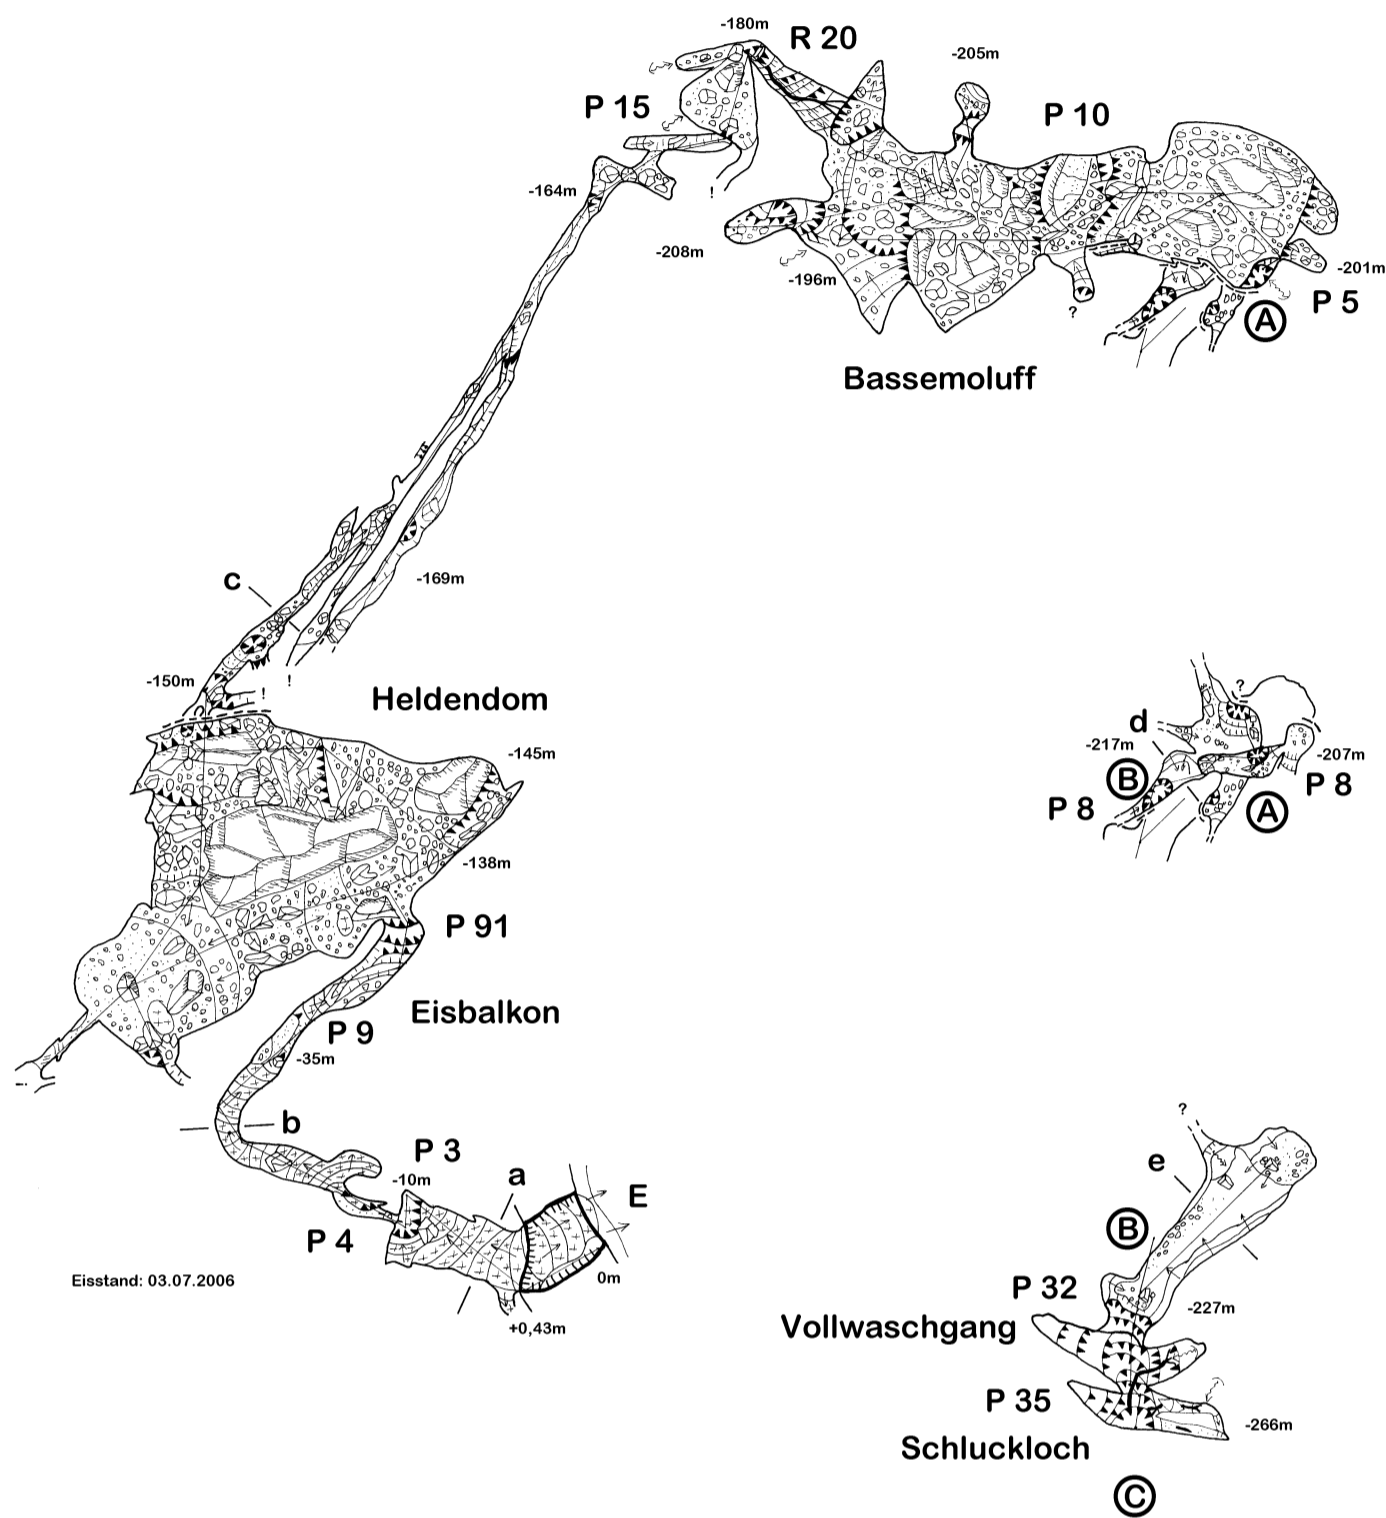 -180m
R 20
-205m
P 15
P 10
-164m
!
-208m
-196m
?
-201m
P 5
A
Bassemoluff
c
-169m
-150m
!
!
Heldendom
-145m
-138m
P 91
Eisbalkon
P 9
-35m
b
P 3
-10m
a
E
P 4
0m
+0,43m
Eisstand: 03.07.2006
?
d
-217m
B
P 8
-207m
P 8
A
?
e
B
P 32
-227m
Vollwaschgang
P 35
-266m
Schluckloch
C